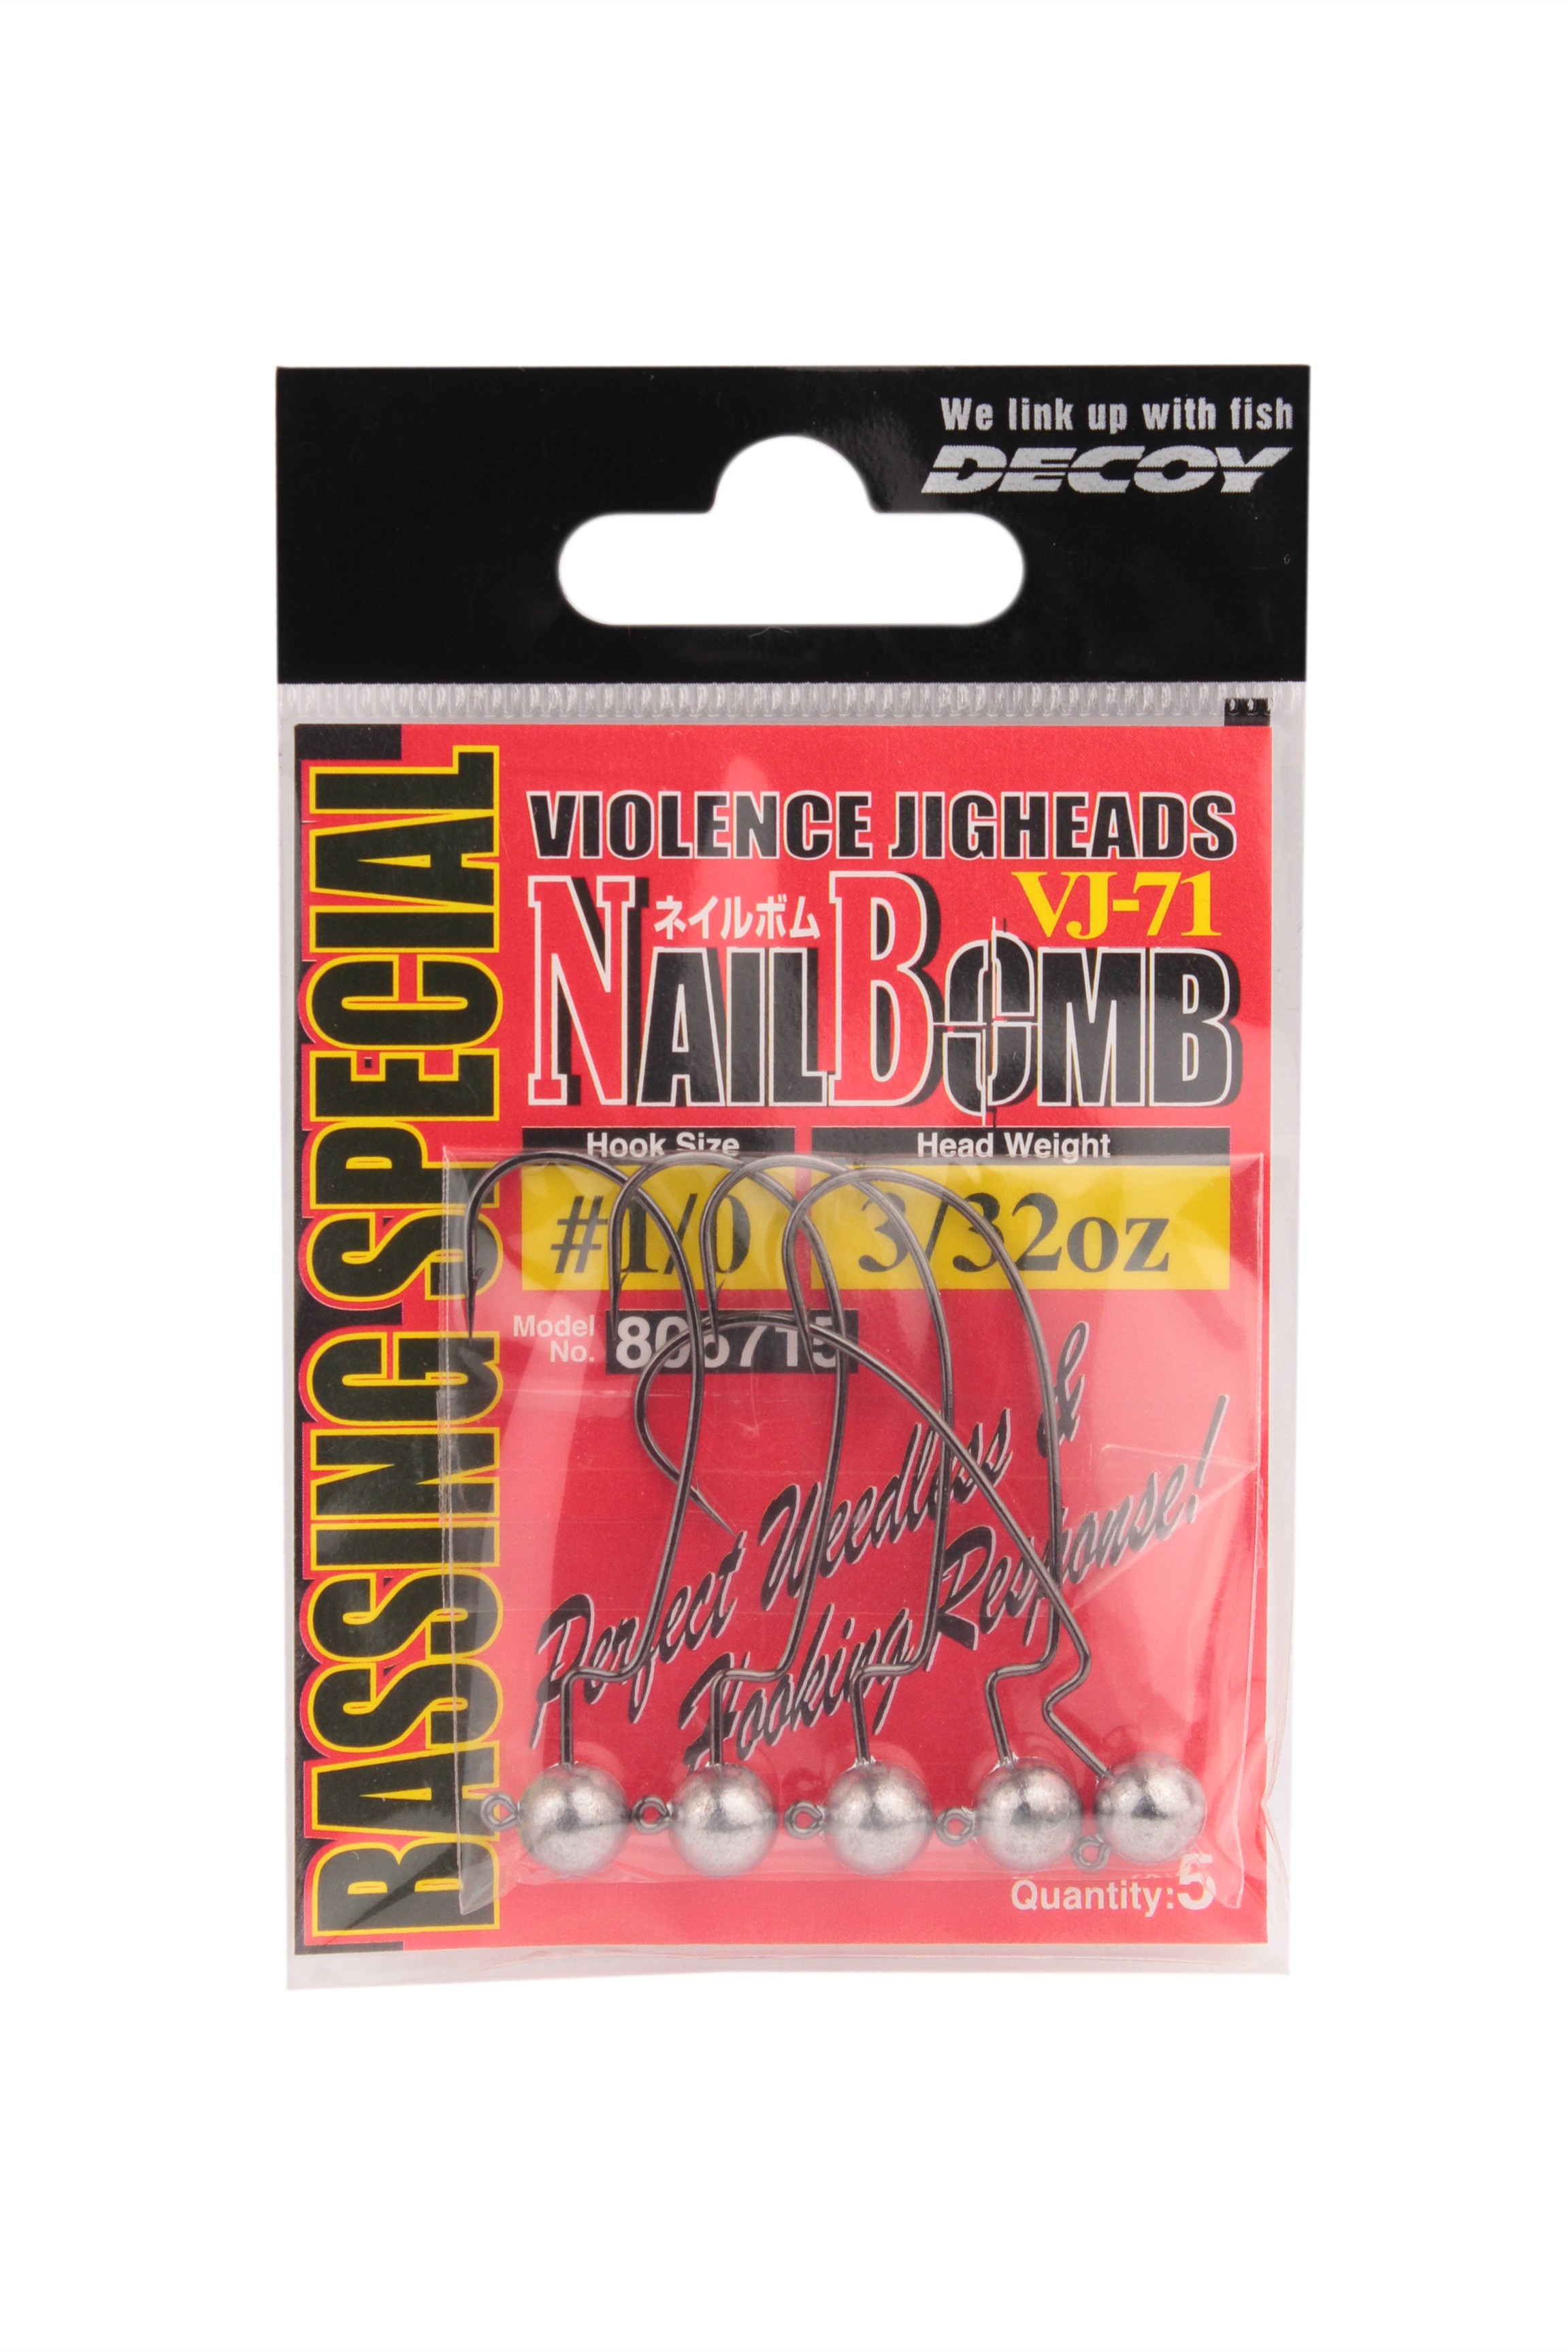 We link up with fish
DECOY
BASSING SPECIAL
VIOLENCE JIGHEADS
VJ-71
ネイルボム
NAILBOMB
Hook Size
Head Weight
#1/0
3/32oz
Model
No.
Perfect Weedless &
Hooking Response!
Quantity:5